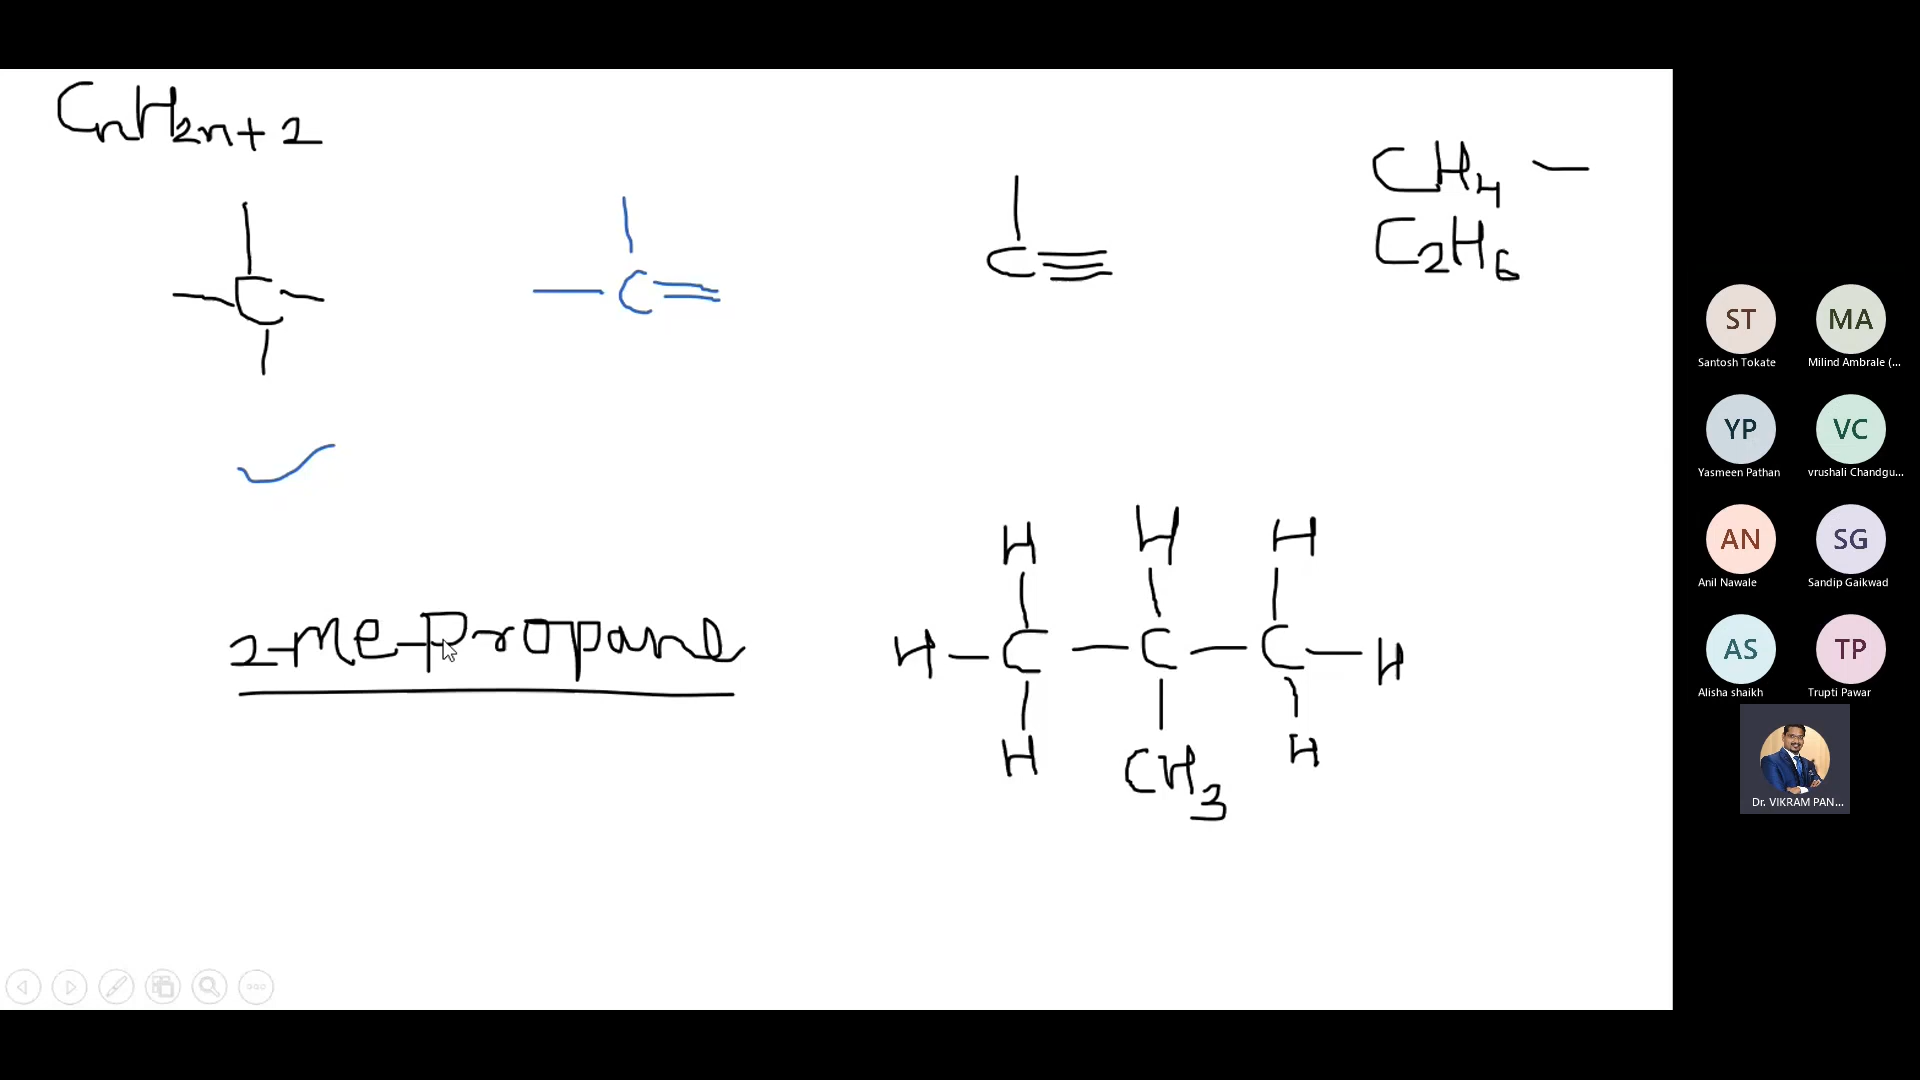 CnH2n+2
CH4 —
C2H6
C
C
C
2-Me-Propane
H H H
H—C—C—C—H
H CH3 H
ST MA
Santosh Tokate Milind Ambrale (...
YP VC
Yasmeen Pathan vrushali Chandgu...
AN SG
Anil Nawale Sandip Gaikwad
AS TP
Alisha shaikh Trupti Pawar
Dr. VIKRAM PAN...